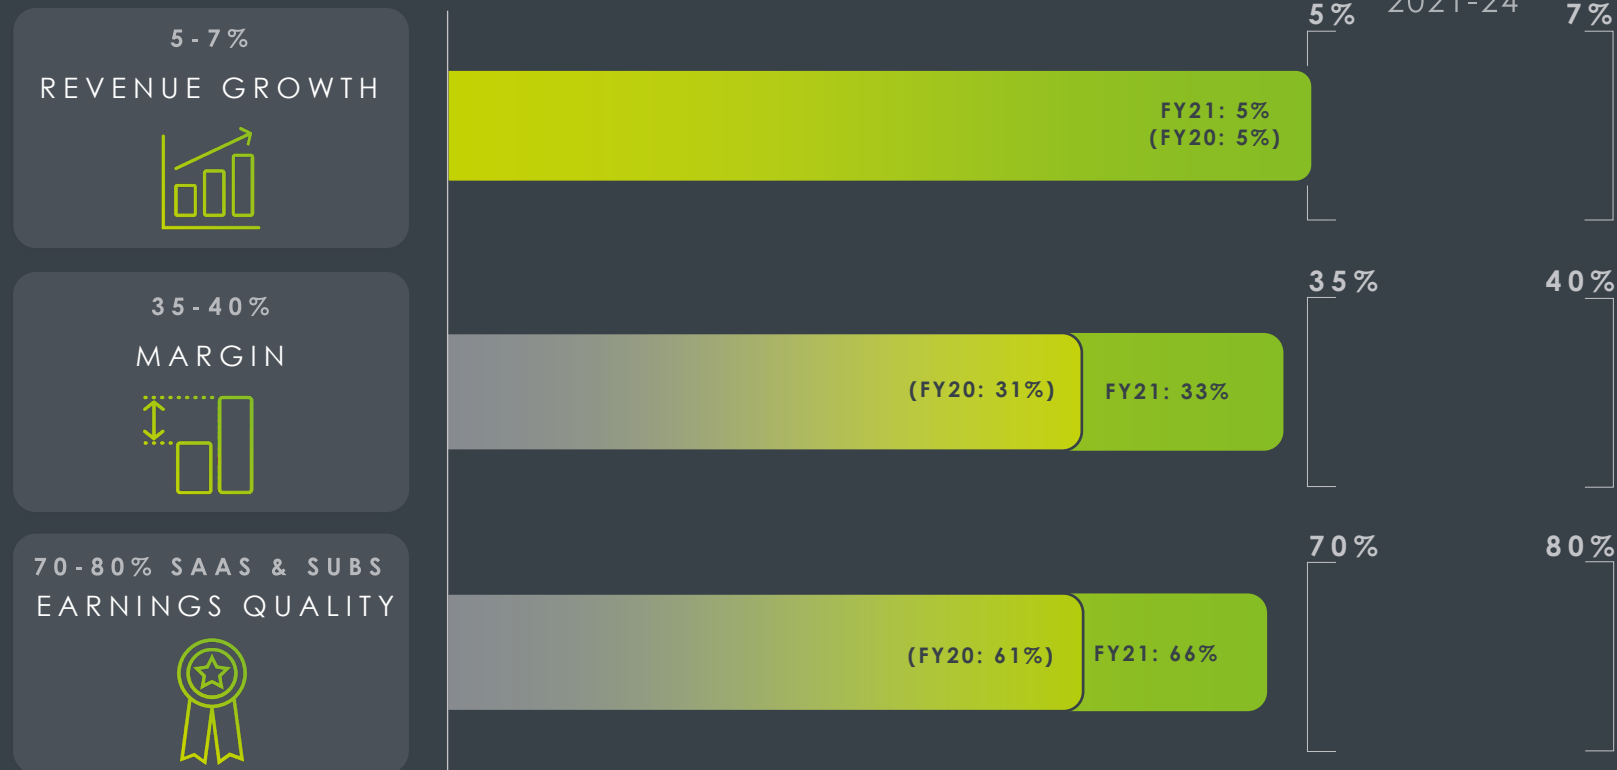 5-7%
REVENUE GROWTH
FY21: 5%
(FY20: 5%)
5%
2021-24
7%
35-40%
MARGIN
(FY20: 31%)
FY21: 33%
35%
40%
70-80% SAAS & SUBS
EARNINGS QUALITY
(FY20: 61%)
FY21: 66%
70%
80%